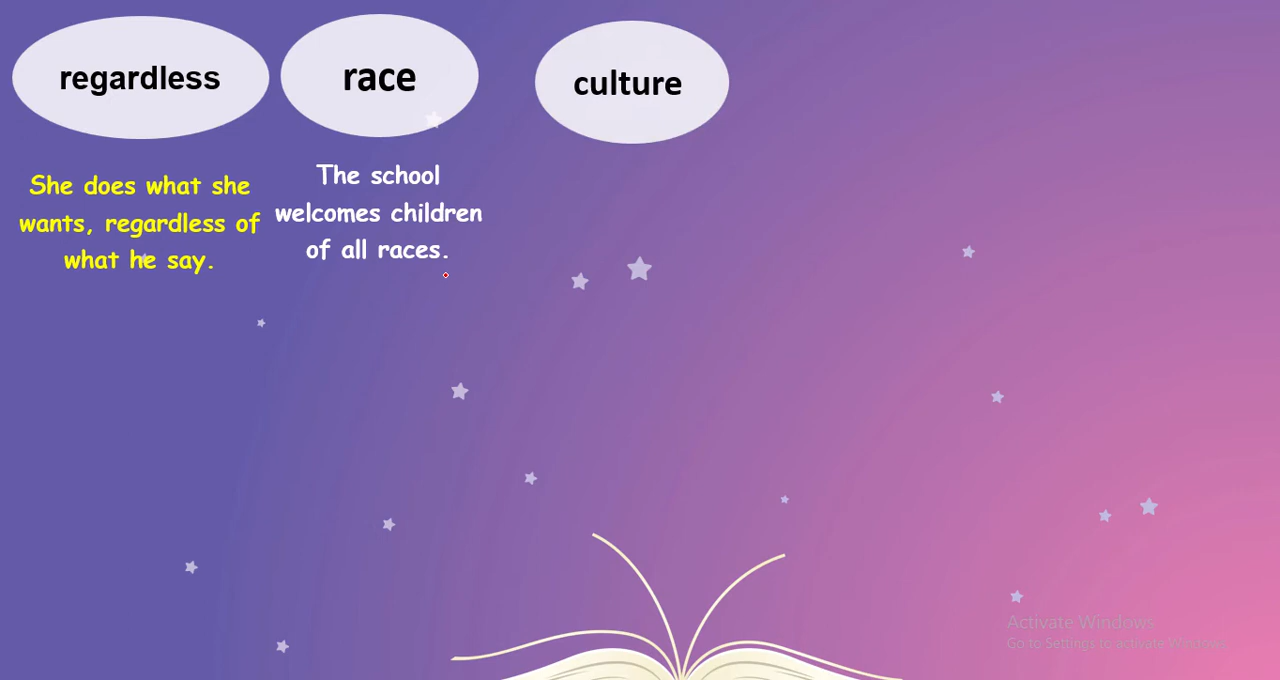 regardless
race
culture
She does what she
wants, regardless of
what he say.
The school
welcomes children
of all races.
Activate Windows
Go to Settings to activate Windows.